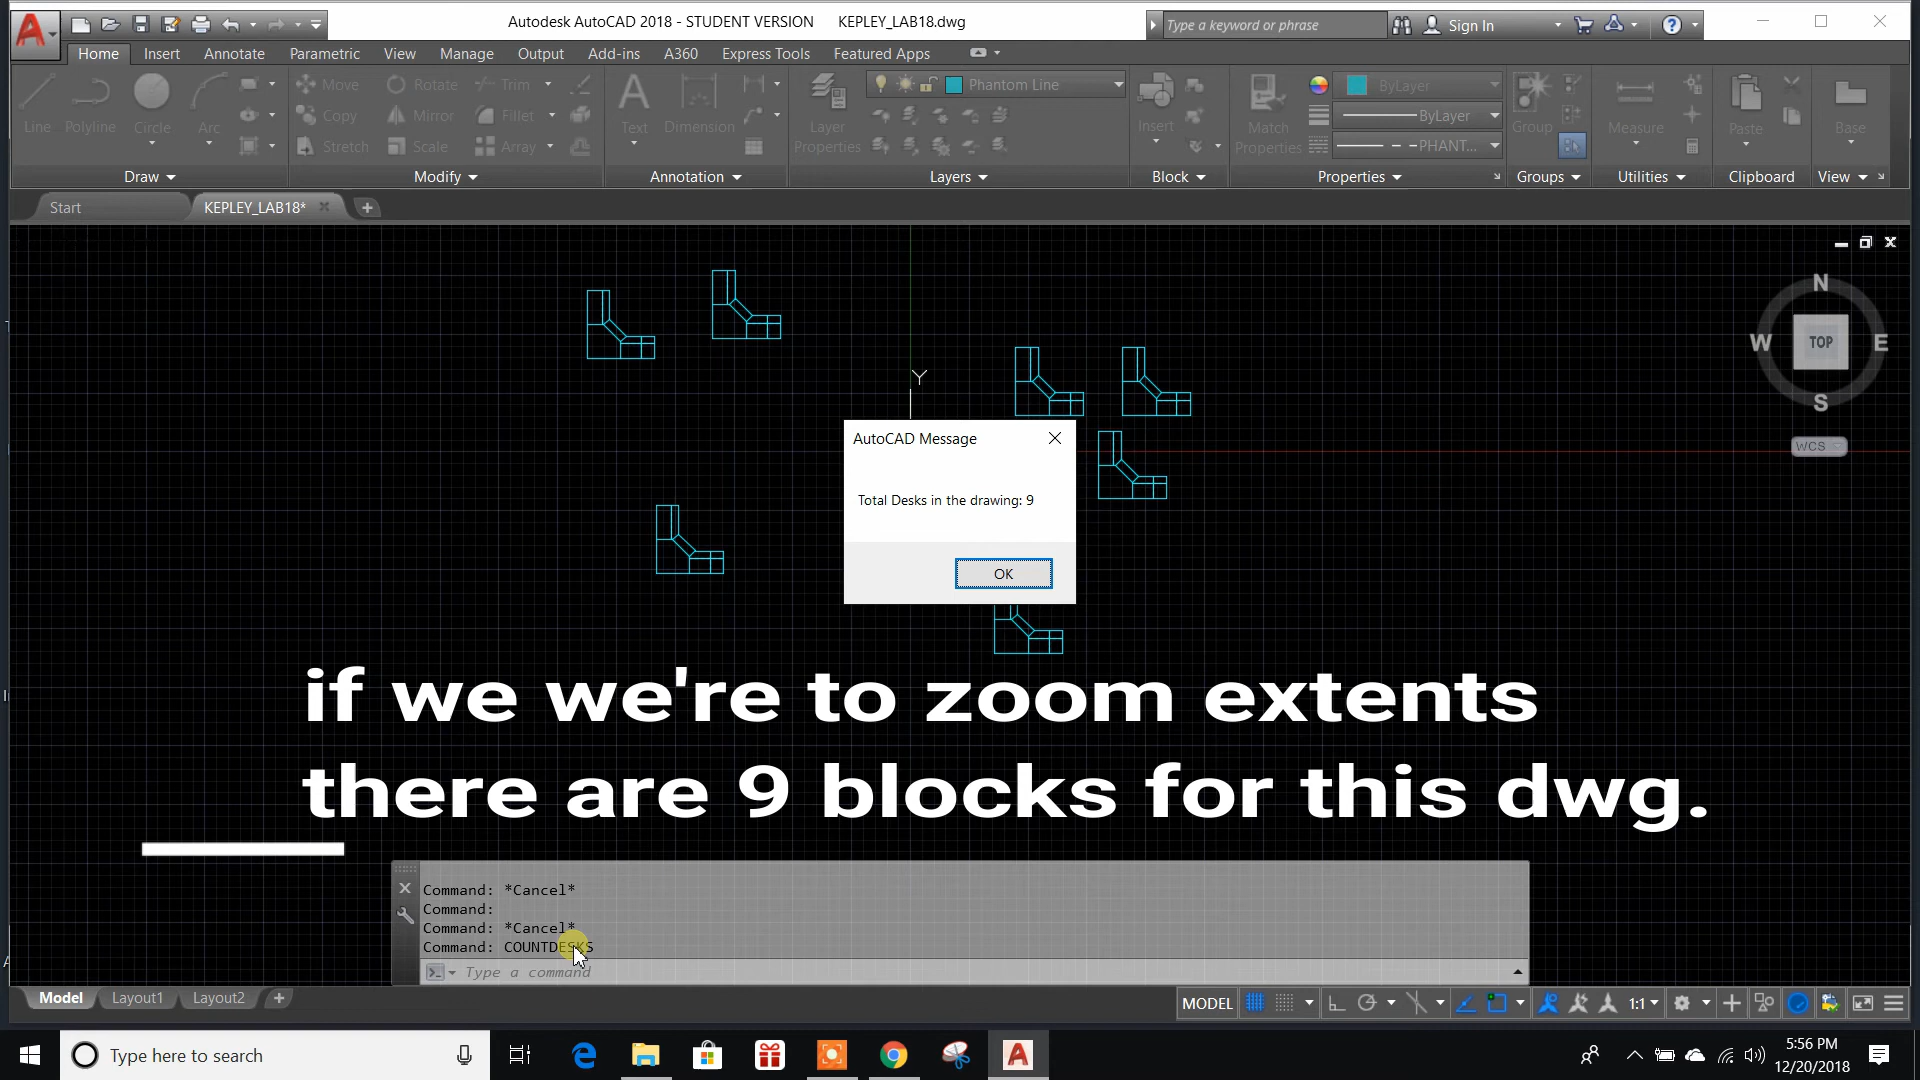 Autodesk AutoCAD 2018 - STUDENT VERSION KEPLEY_LAB18.dwg
Type a keyword or phrase
Sign In
Home Insert Annotate Parametric View Manage Output Add-ins A360 Express Tools Featured Apps
Line Polyline Circle Arc
Move Rotate Trim
Copy Mirror Fillet
Stretch Scale Array
Text Dimension
Layer Properties
Phantom Line
Insert
Match Properties
ByLayer
ByLayer
PHANT...
Group
Measure
Paste
Base
Draw Modify Annotation Layers Block Properties Groups Utilities Clipboard View
Start KEPLEY_LAB18*
N
W TOP E
S
WCS
Y
AutoCAD Message
Total Desks in the drawing: 9
OK
if we we're to zoom extents
there are 9 blocks for this dwg.
Command: *Cancel*
Command:
Command: *Cancel*
Command: COUNTDESKS
Type a command
Model Layout1 Layout2
MODEL 1:1
Type here to search
5:56 PM
12/20/2018